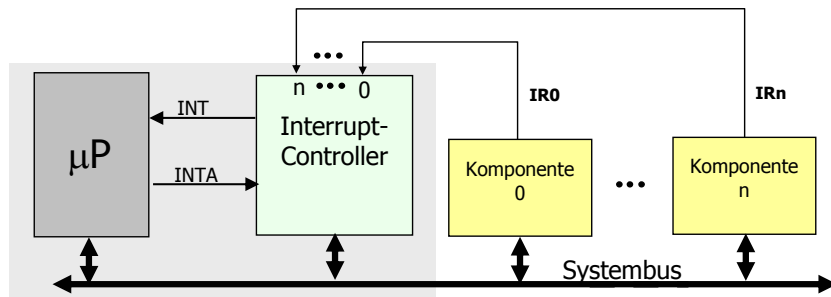 n ••• 0
IR0
IRn
INT
µP
Interrupt-
Controller
INTA
Komponente
0
•••
Komponente
n
Systembus